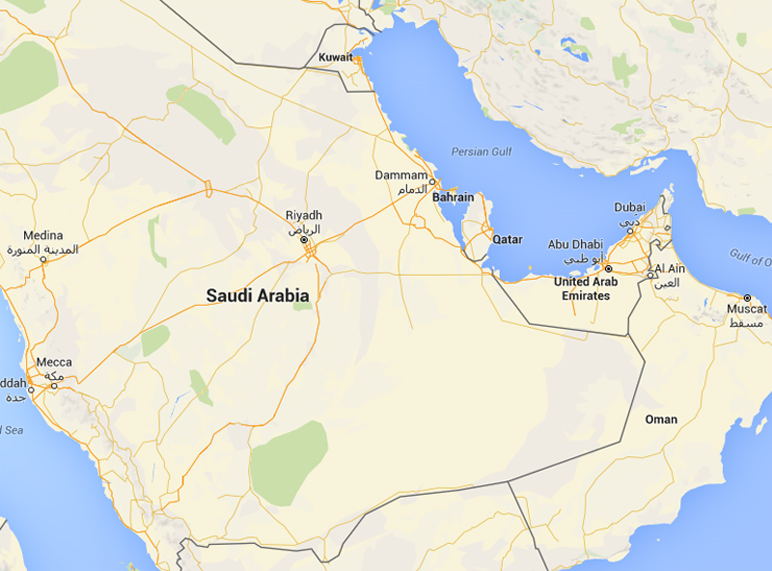 Kuwait
Persian Gulf
Dammam
الدمام
Bahrain
Riyadh
الرياض
Dubai
دبي
Medina
المدينة المنورة
Qatar
Abu Dhabi
أبو ظبي
Gulf of O
Al Ain
العين
United Arab
Emirates
Saudi Arabia
Muscat
مسقط
Mecca
مكة
ddah
جدة
Oman
d Sea